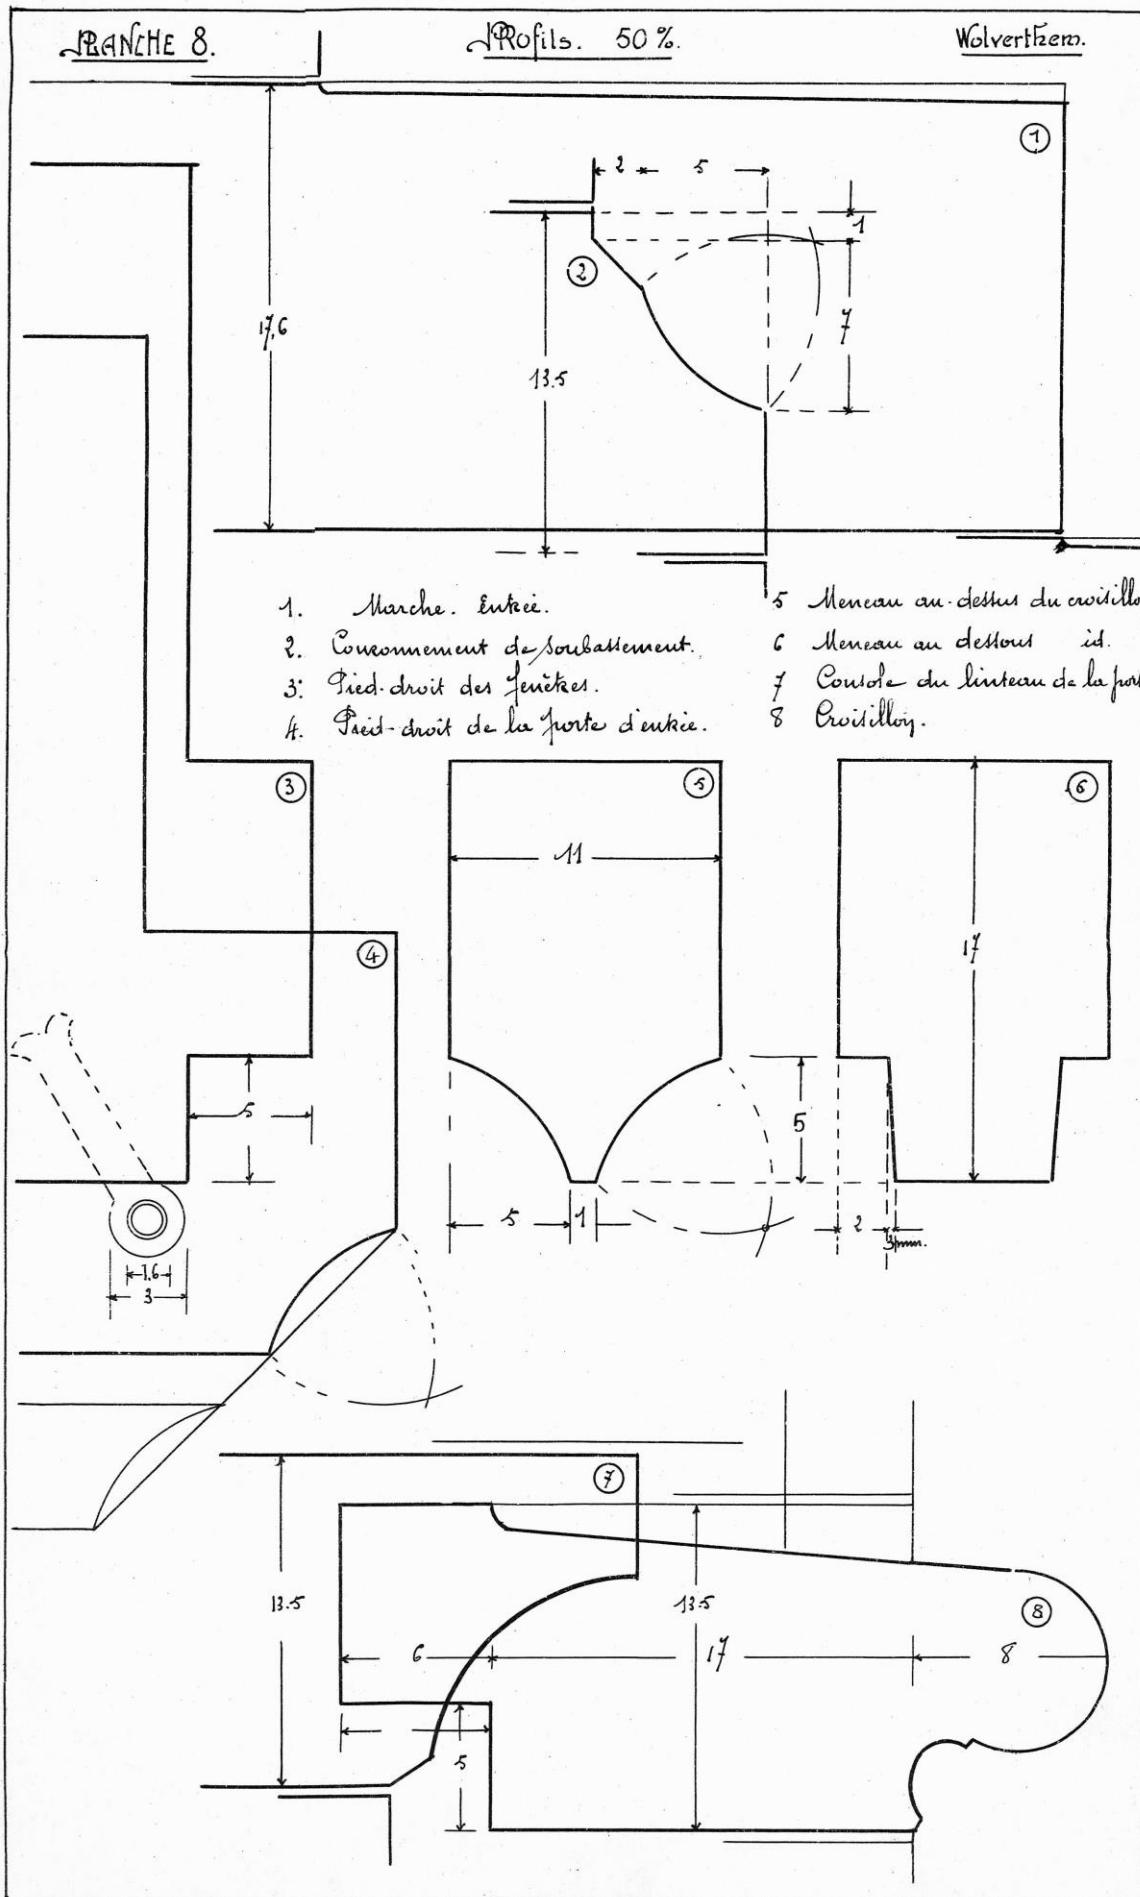 PLANCHE 8.
PRofils. 50 %.
Wolverthem.
1
2 5
1
2
17,6
7
13.5
1. Marche. Entrée.
2. Couronnement de soubassement.
3. Pied-droit des fenêtres.
4. Pied-droit de la porte d'entrée.
5 Meneau au-dessus du croisillo
6 Meneau au dessous id.
7 Console du linteau de la port
8 Croisillon.
3
5
6
11
4
17
5
5
5 1
2 3mm.
1.6
3
7
13.5
13.5
8
6 17 8
5